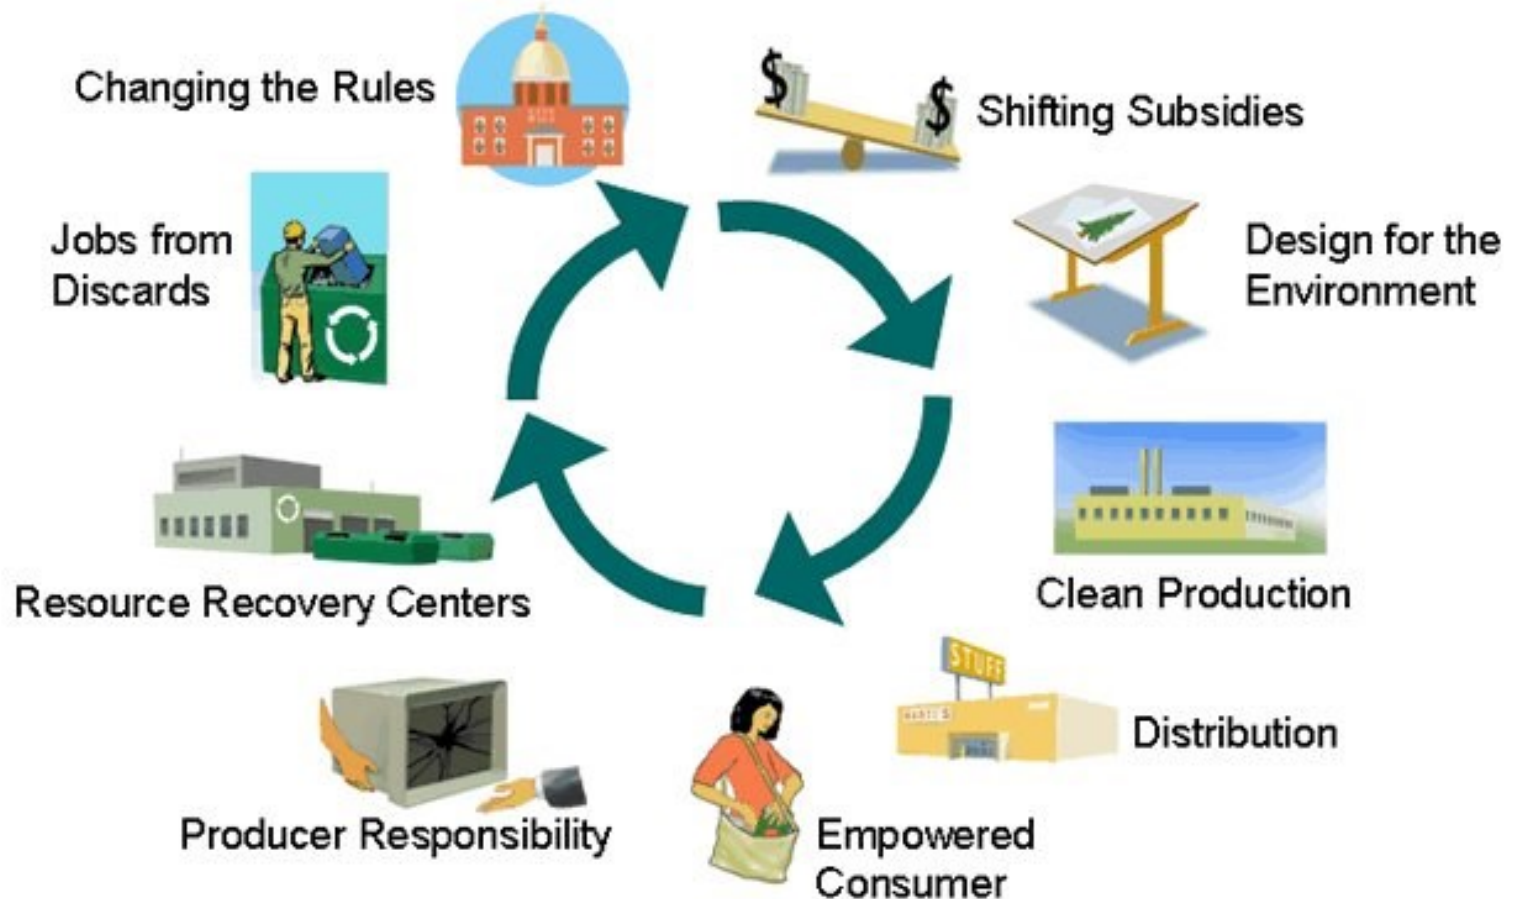 Changing the Rules
$
$
Shifting Subsidies
Jobs from
Discards
Design for the
Environment
Resource Recovery Centers
Clean Production
STUFF
Distribution
Producer Responsibility
Empowered
Consumer